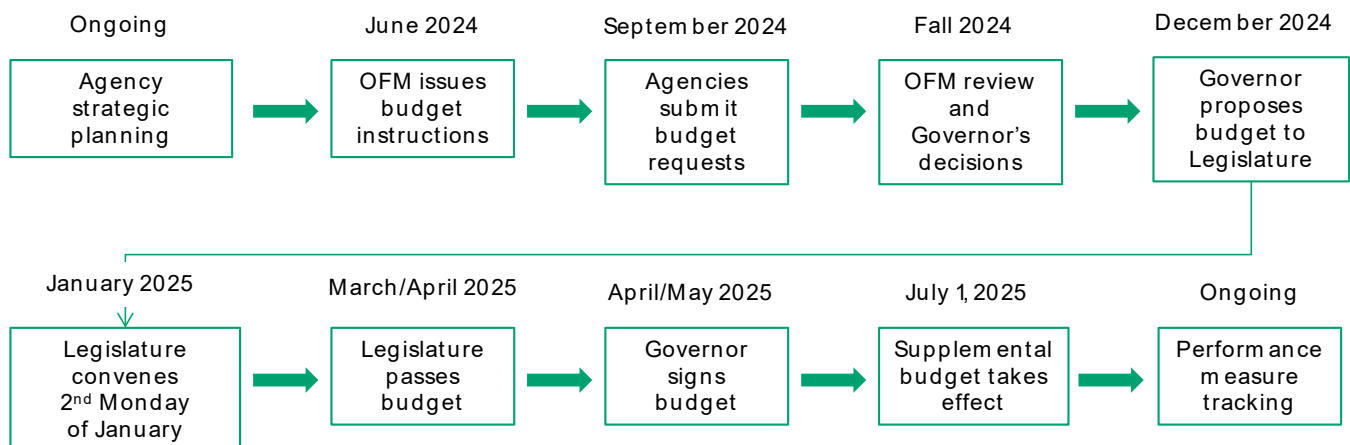 Ongoing
Agency
strategic
planning
June 2024
OFM issues
budget
instructions
September 2024
Agencies
submit
budget
requests
Fall 2024
OFM review
and
Governor’s
decisions
December 2024
Governor
proposes
budget to
Legislature
January 2025
Legislature
convenes
2nd Monday
of January
March/April 2025
Legislature
passes
budget
April/May 2025
Governor
signs
budget
July 1, 2025
Supplemental
budget takes
effect
Ongoing
Performance
measure
tracking